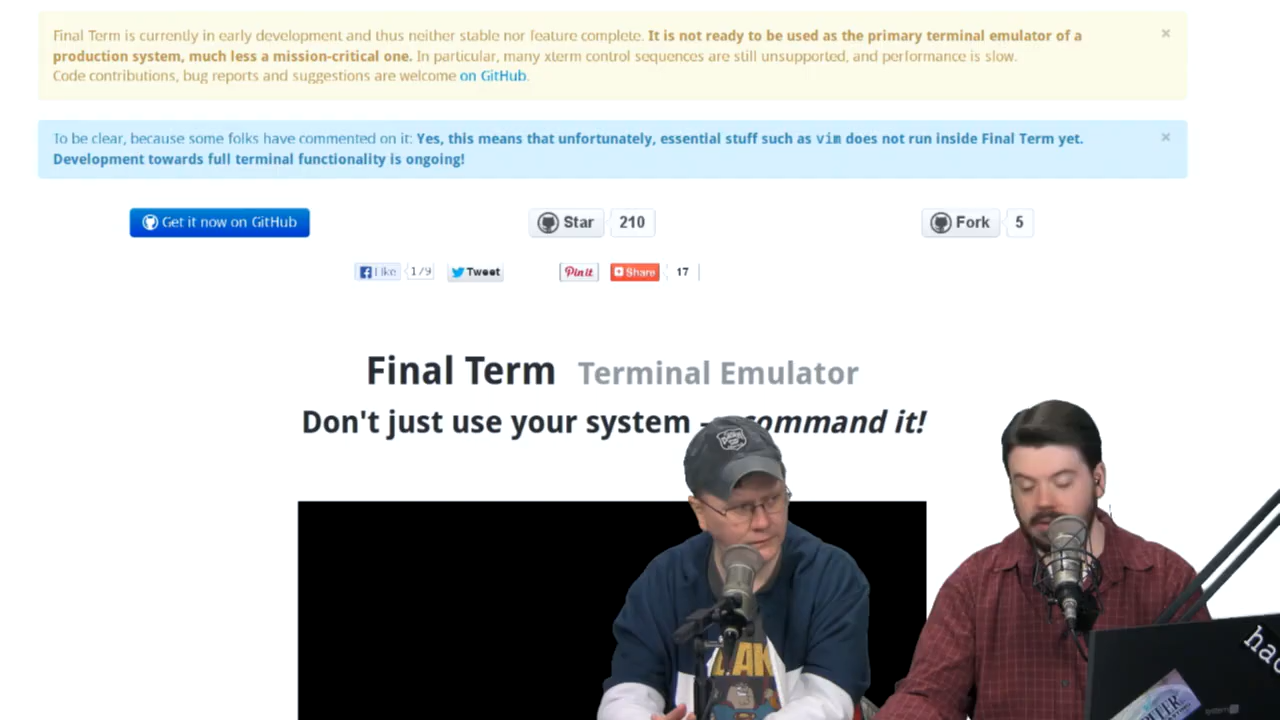 Final Term is currently in early development and thus neither stable nor feature complete. It is not ready to be used as the primary terminal emulator of a
production system, much less a mission-critical one. In particular, many xterm control sequences are still unsupported, and performance is slow.
Code contributions, bug reports and suggestions are welcome on GitHub.
To be clear, because some folks have commented on it: Yes, this means that unfortunately, essential stuff such as vim does not run inside Final Term yet.
Development towards full terminal functionality is ongoing!
Get it now on GitHub
Star 210
Fork 5
Like 179
Tweet
Pin it
Share 17
Final Term Terminal Emulator
Don't just use your system – command it!